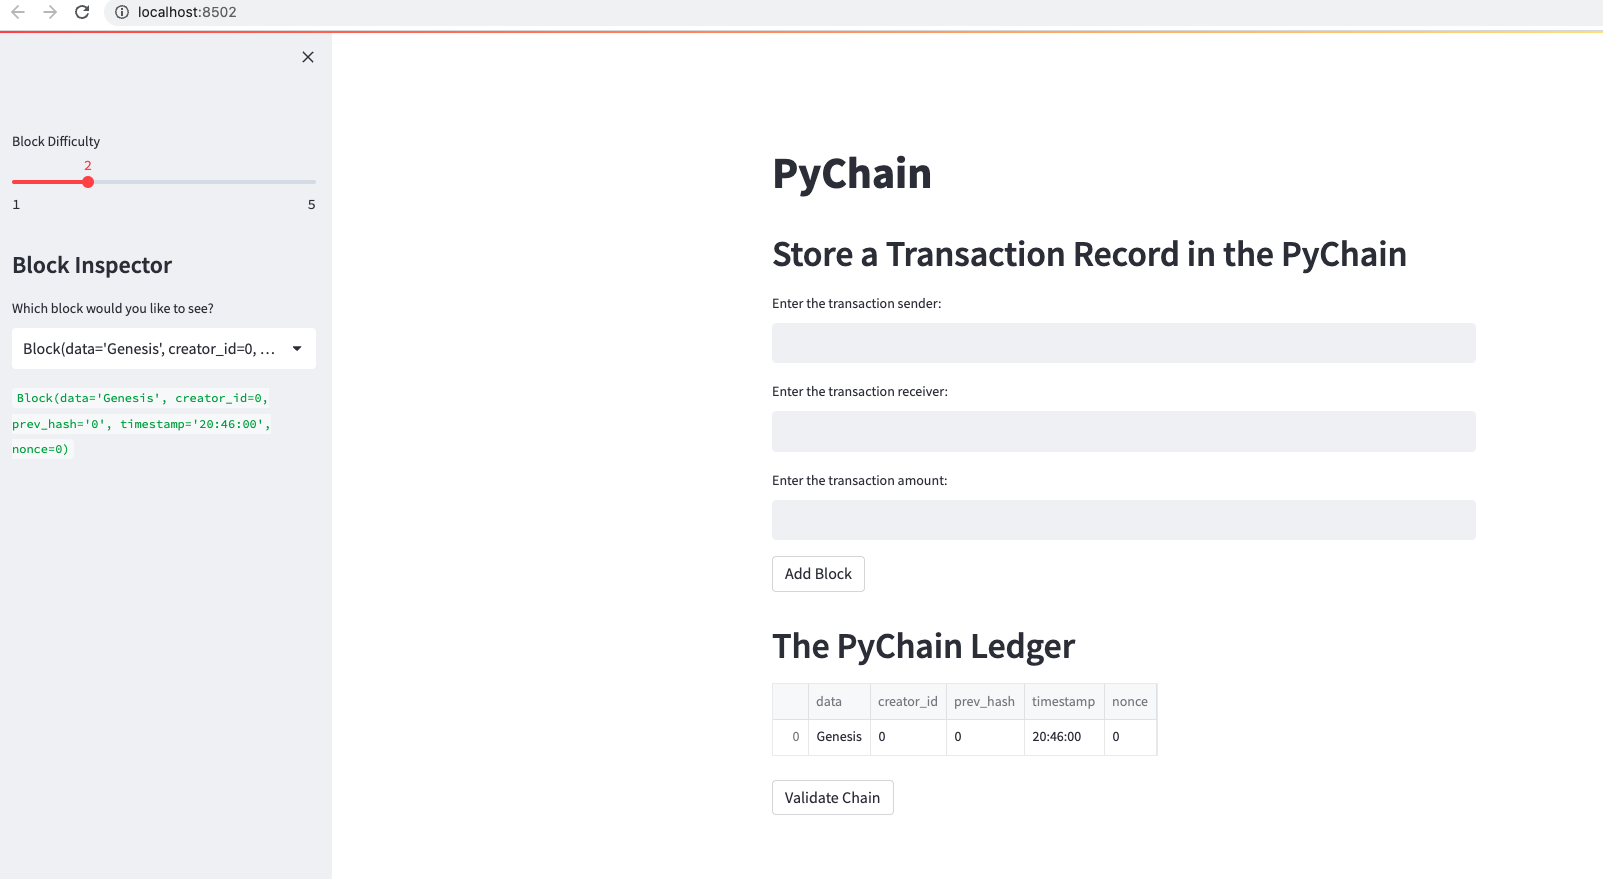 localhost:8502
Block Difficulty
2
1 5
Block Inspector
Which block would you like to see?
Block(data='Genesis', creator_id=0, ...
Block(data='Genesis', creator_id=0,
prev_hash='0', timestamp='20:46:00',
nonce=0)
PyChain
Store a Transaction Record in the PyChain
Enter the transaction sender:
Enter the transaction receiver:
Enter the transaction amount:
Add Block
The PyChain Ledger
data creator_id prev_hash timestamp nonce
0 Genesis 0 0 20:46:00 0
Validate Chain